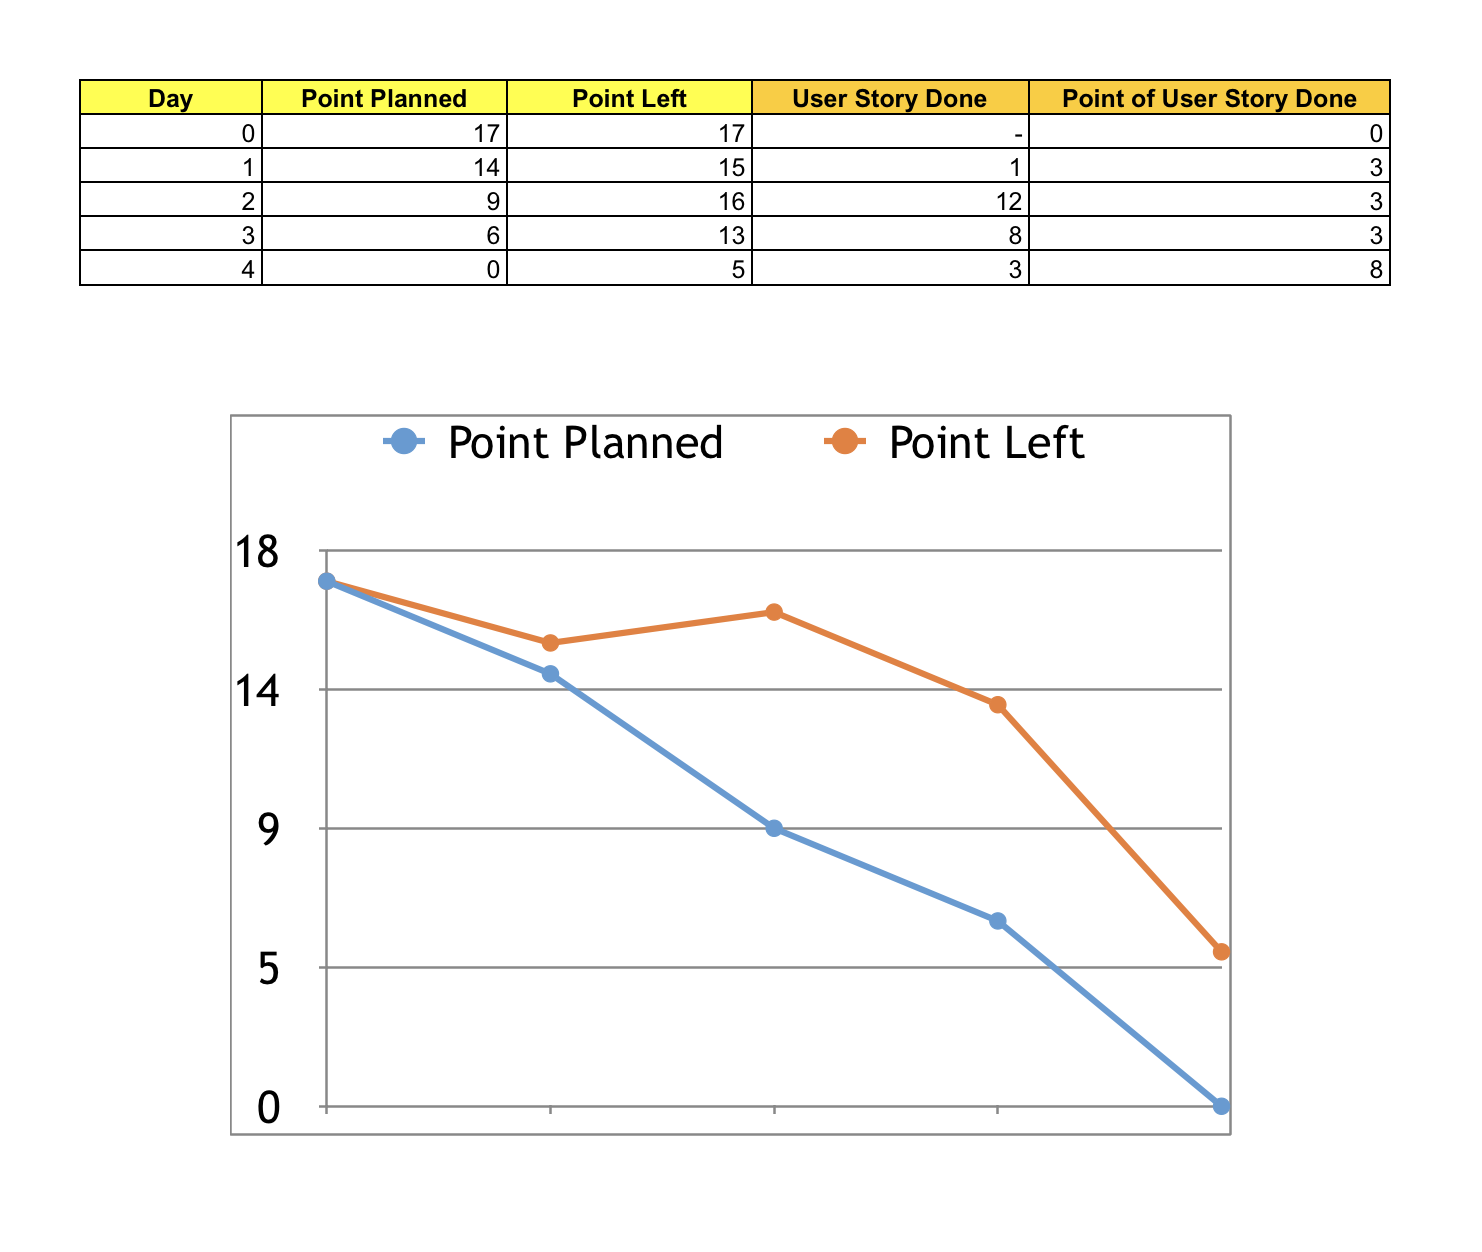 Day Point Planned Point Left User Story Done Point of User Story Done
0 17 17 - 0
1 14 15 1 3
2 9 16 12 3
3 6 13 8 3
4 0 5 3 8
Point Planned Point Left
18
14
9
5
0